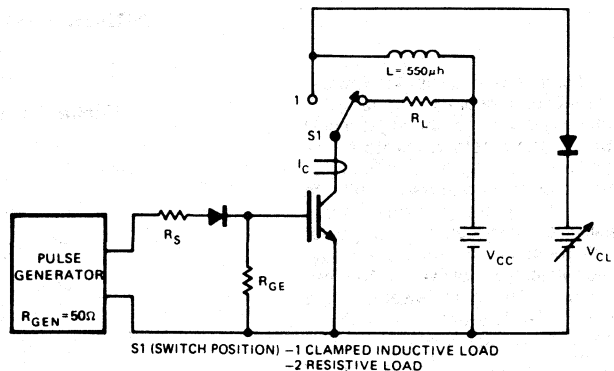 L = 550μh
1
R_L
S1
I_C
R_S
PULSE
GENERATOR
R_GEN = 50Ω
R_GE
V_CC
V_CL
S1 (SWITCH POSITION) –1 CLAMPED INDUCTIVE LOAD
–2 RESISTIVE LOAD